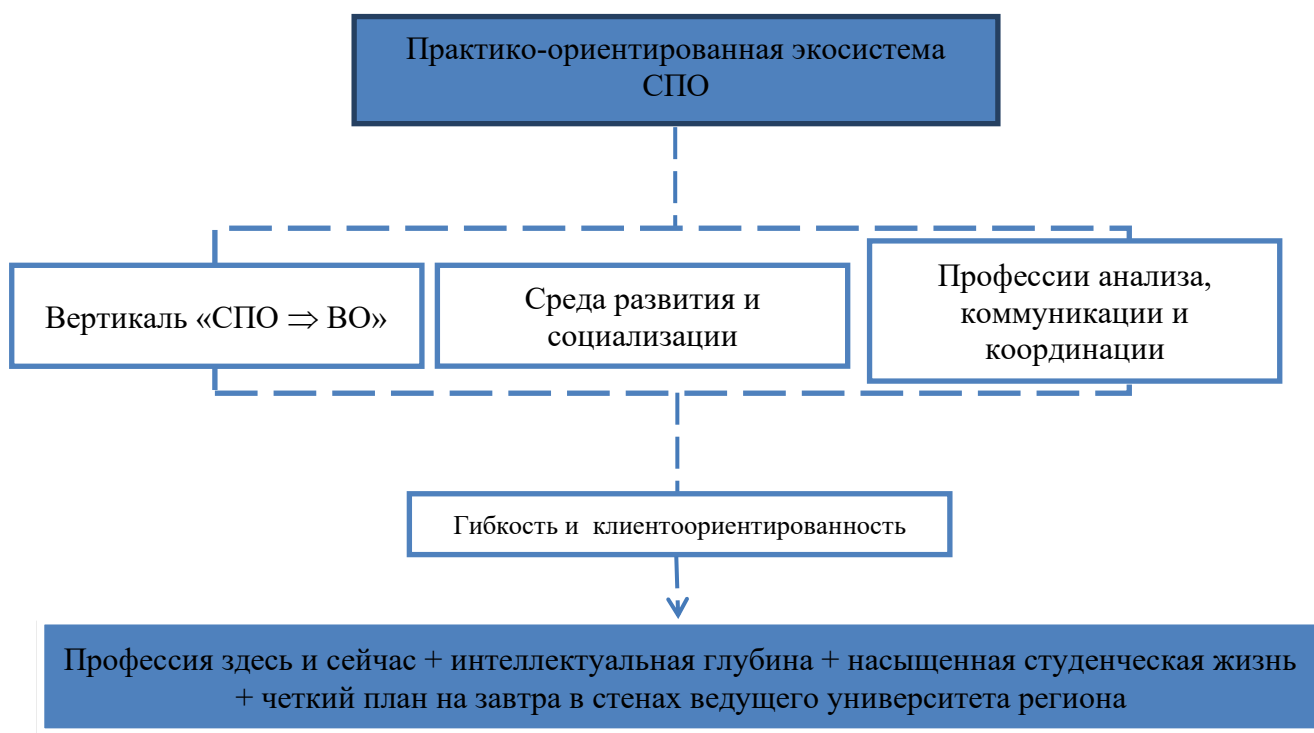 Практико-ориентированная экосистема
СПО
Вертикаль «СПО ⇒ ВО»
Среда развития и
социализации
Профессии анализа,
коммуникации и
координации
Гибкость и клиентоориентированность
Профессия здесь и сейчас + интеллектуальная глубина + насыщенная студенческая жизнь
+ четкий план на завтра в стенах ведущего университета региона